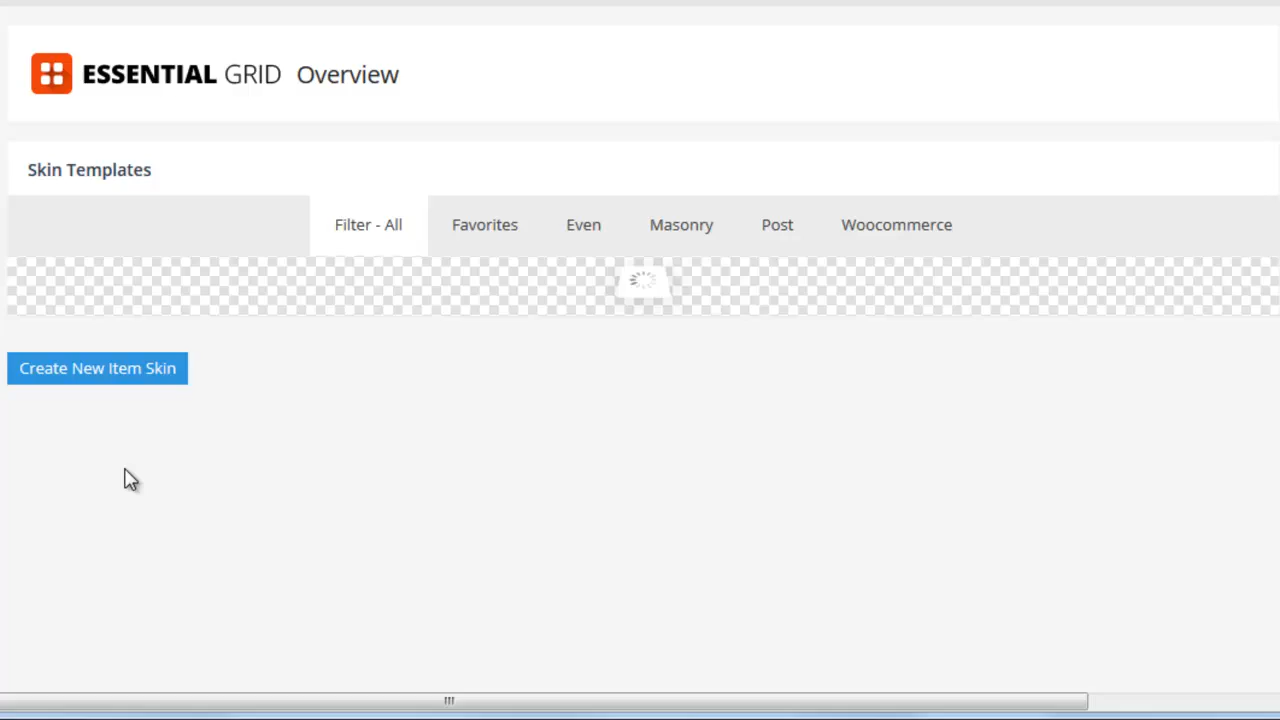 ESSENTIAL GRID Overview
Skin Templates
Filter - All Favorites Even Masonry Post Woocommerce
Create New Item Skin